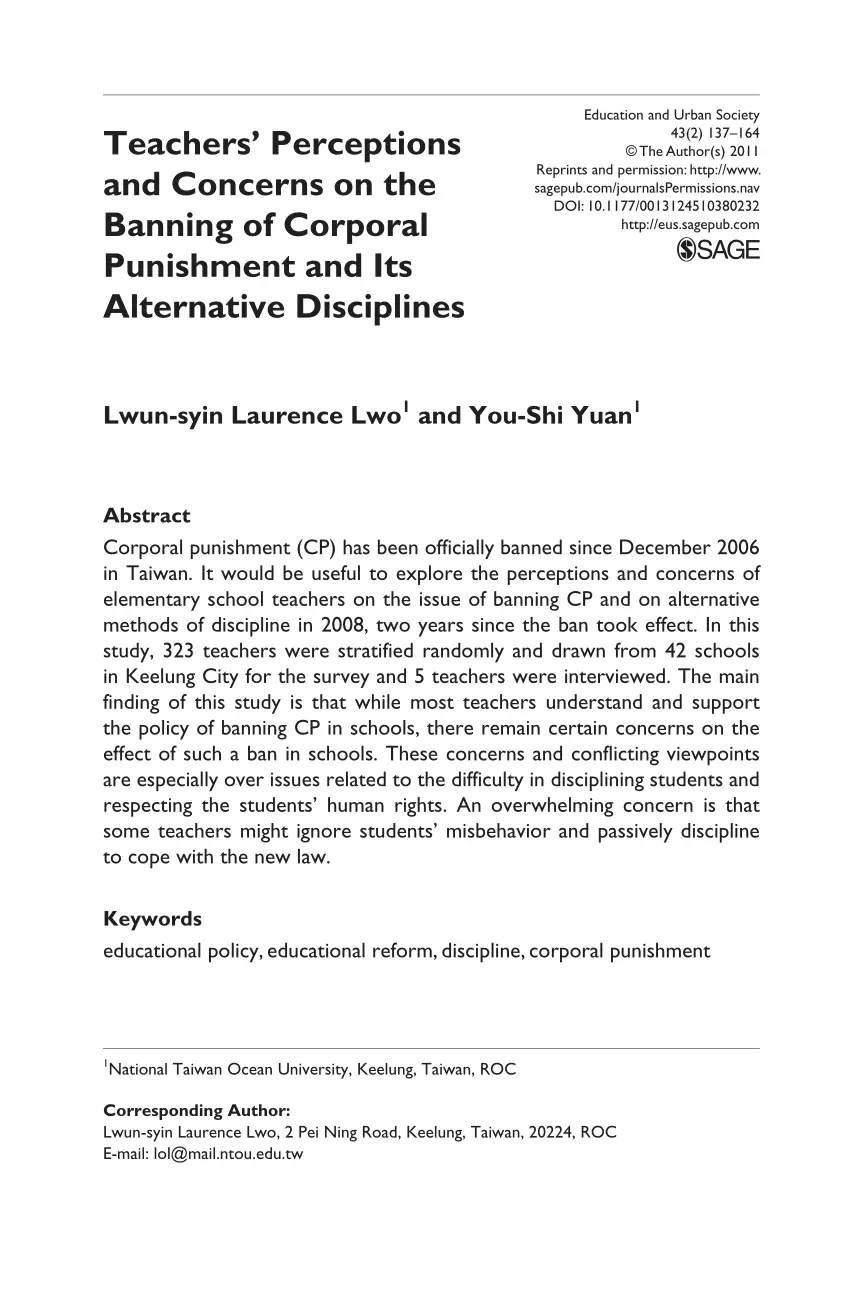 Teachers’ Perceptions
and Concerns on the
Banning of Corporal
Punishment and Its
Alternative Disciplines
Education and Urban Society
43(2) 137–164
© The Author(s) 2011
Reprints and permission: http://www.
sagepub.com/journalsPermissions.nav
DOI: 10.1177/0013124510380232
http://eus.sagepub.com
SAGE
Lwun-syin Laurence Lwo1 and You-Shi Yuan1
Abstract
Corporal punishment (CP) has been officially banned since December 2006
in Taiwan. It would be useful to explore the perceptions and concerns of
elementary school teachers on the issue of banning CP and on alternative
methods of discipline in 2008, two years since the ban took effect. In this
study, 323 teachers were stratified randomly and drawn from 42 schools
in Keelung City for the survey and 5 teachers were interviewed. The main
finding of this study is that while most teachers understand and support
the policy of banning CP in schools, there remain certain concerns on the
effect of such a ban in schools. These concerns and conflicting viewpoints
are especially over issues related to the difficulty in disciplining students and
respecting the students’ human rights. An overwhelming concern is that
some teachers might ignore students’ misbehavior and passively discipline
to cope with the new law.
Keywords
educational policy, educational reform, discipline, corporal punishment
1National Taiwan Ocean University, Keelung, Taiwan, ROC
Corresponding Author:
Lwun-syin Laurence Lwo, 2 Pei Ning Road, Keelung, Taiwan, 20224, ROC
E-mail: lol@mail.ntou.edu.tw